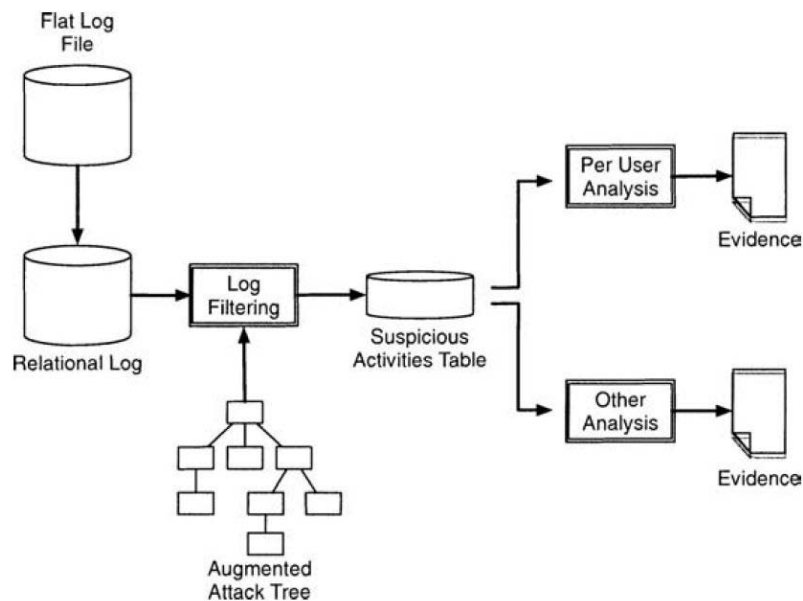 Flat Log
File
Relational Log
Log
Filtering
Augmented
Attack Tree
Suspicious
Activities Table
Per User
Analysis
Evidence
Other
Analysis
Evidence